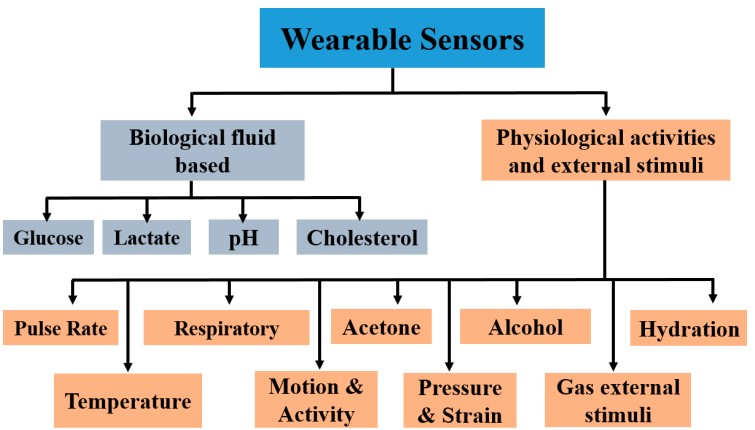 Wearable Sensors
Biological fluid
based
Physiological activities
and external stimuli
Glucose
Lactate
pH
Cholesterol
Pulse Rate
Respiratory
Acetone
Alcohol
Hydration
Temperature
Motion &
Activity
Pressure
& Strain
Gas external
stimuli